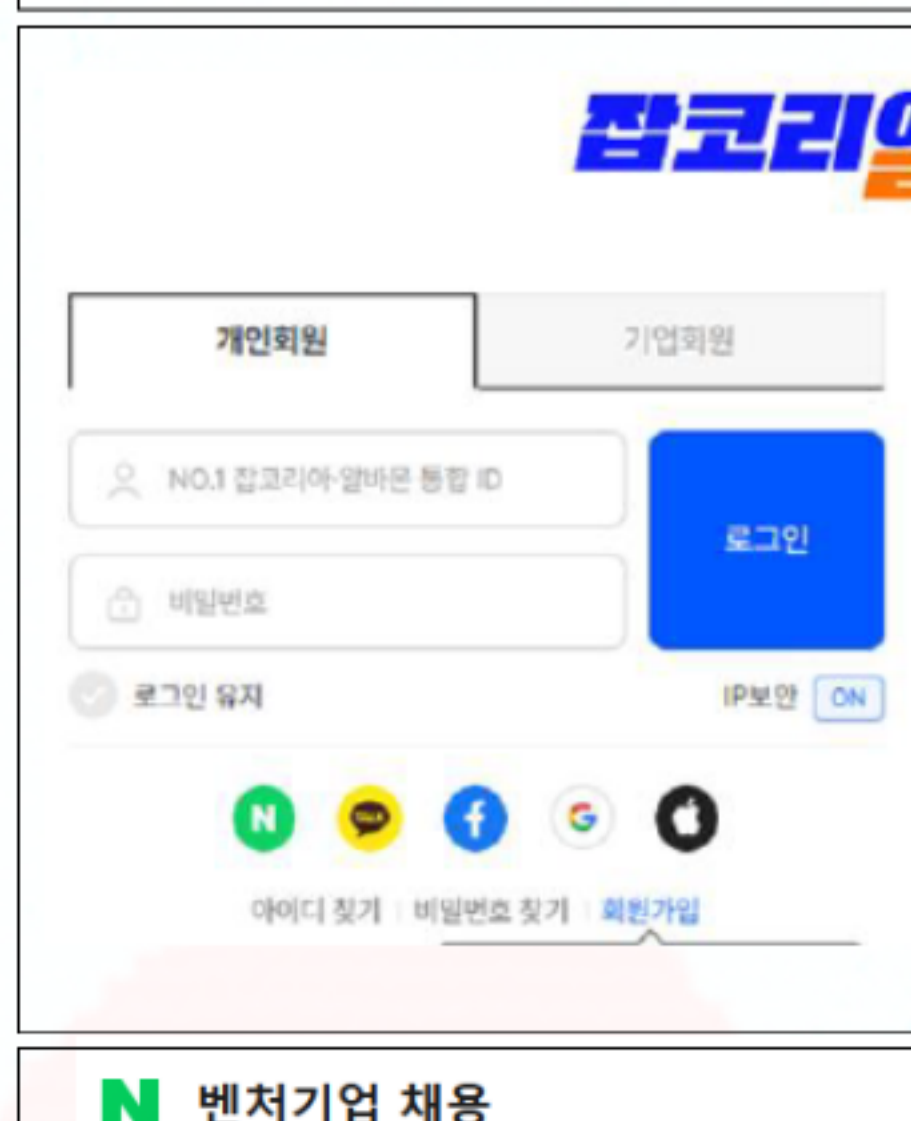 잡코리
개인회원 기업회원
NO.1 잡코리아·알바몬 통합 ID
로그인
비밀번호
로그인 유지 IP보안 ON
N TALK f G
아이디 찾기 비밀번호 찾기 회원가입
N 벤처기업 채용